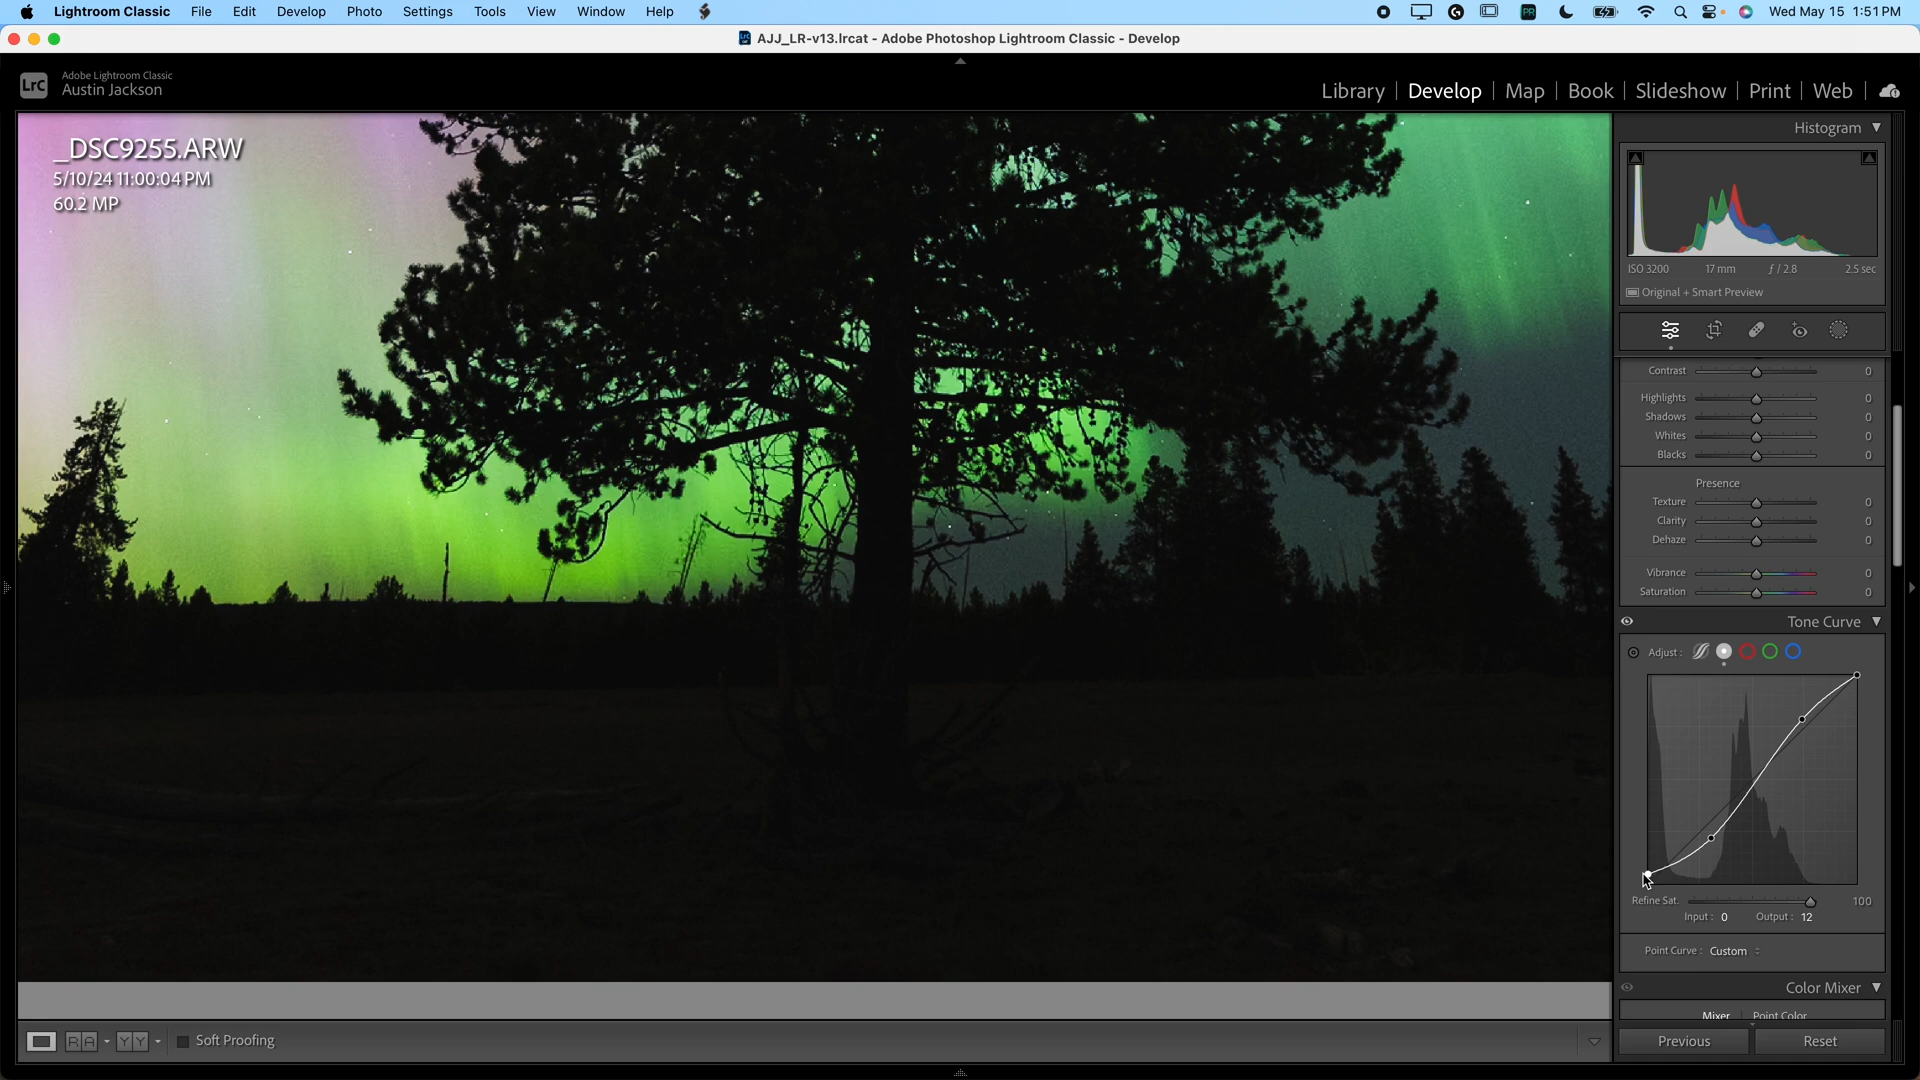 Lightroom Classic File Edit Develop Photo Settings Tools View Window Help Wed May 15 1:51 PM
AJJ_LR-v13.lrcat - Adobe Photoshop Lightroom Classic - Develop
LrC Adobe Lightroom Classic
Austin Jackson
Library | Develop | Map | Book | Slideshow | Print | Web
_DSC9255.ARW
5/10/24 11:00:04 PM
60.2 MP
Histogram
ISO 3200 17 mm ƒ / 2.8 2.5 sec
Original + Smart Preview
Contrast 0
Highlights 0
Shadows 0
Whites 0
Blacks 0
Presence
Texture 0
Clarity 0
Dehaze 0
Vibrance 0
Saturation 0
Tone Curve
Adjust :
Refine Sat. 100
Input : 0 Output : 12
Point Curve : Custom
Color Mixer
Mixer | Point Color
R A Y Y Soft Proofing
Previous Reset